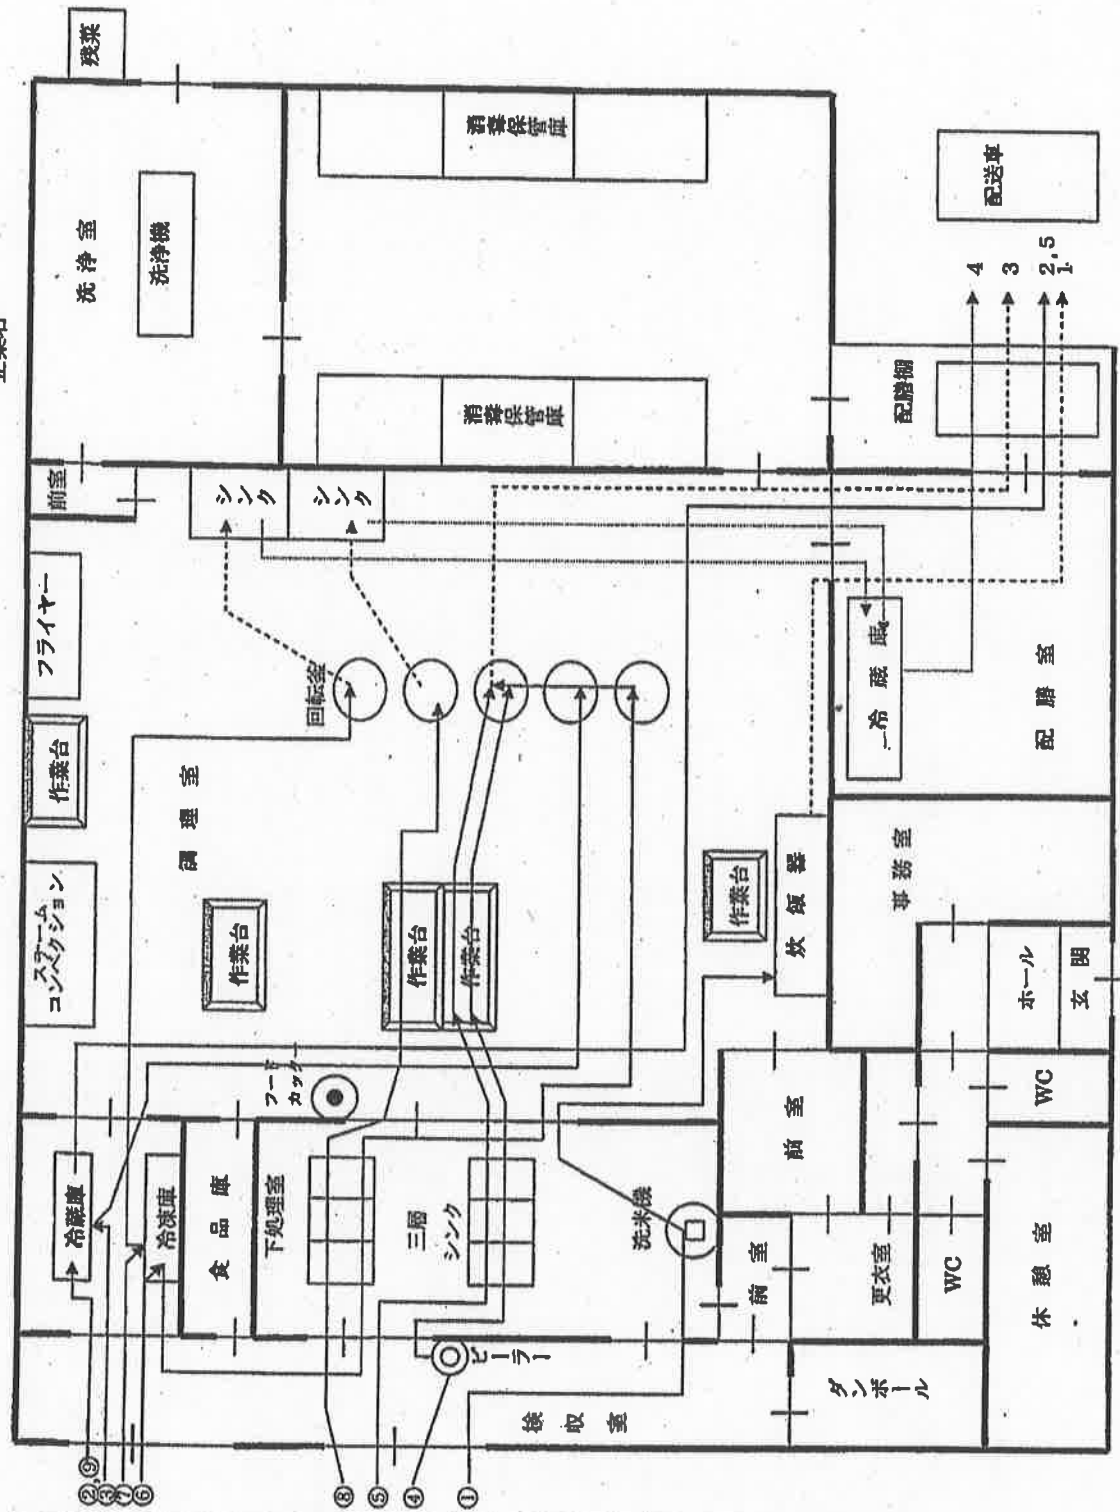 残菜
洗浄室
洗浄機
消毒保管庫
配送車
4
3
2,5
1
前室
シンク
シンク
消毒保管庫
配膳棚
フライヤー
回転釜
冷蔵庫
配膳室
作業台
調理室
スチーム
コンベクション
作業台
作業台
作業台
作業台
炊飯器
事務室
ホール
玄関
フード
カッター
前室
WC
冷蔵庫
冷凍庫
食品庫
下処理室
三層
シンク
洗米機
前室
更衣室
WC
休憩室
ピーラー
検収室
ダンボール
②,⑨
③
⑦
⑥
⑧
⑤
④
①